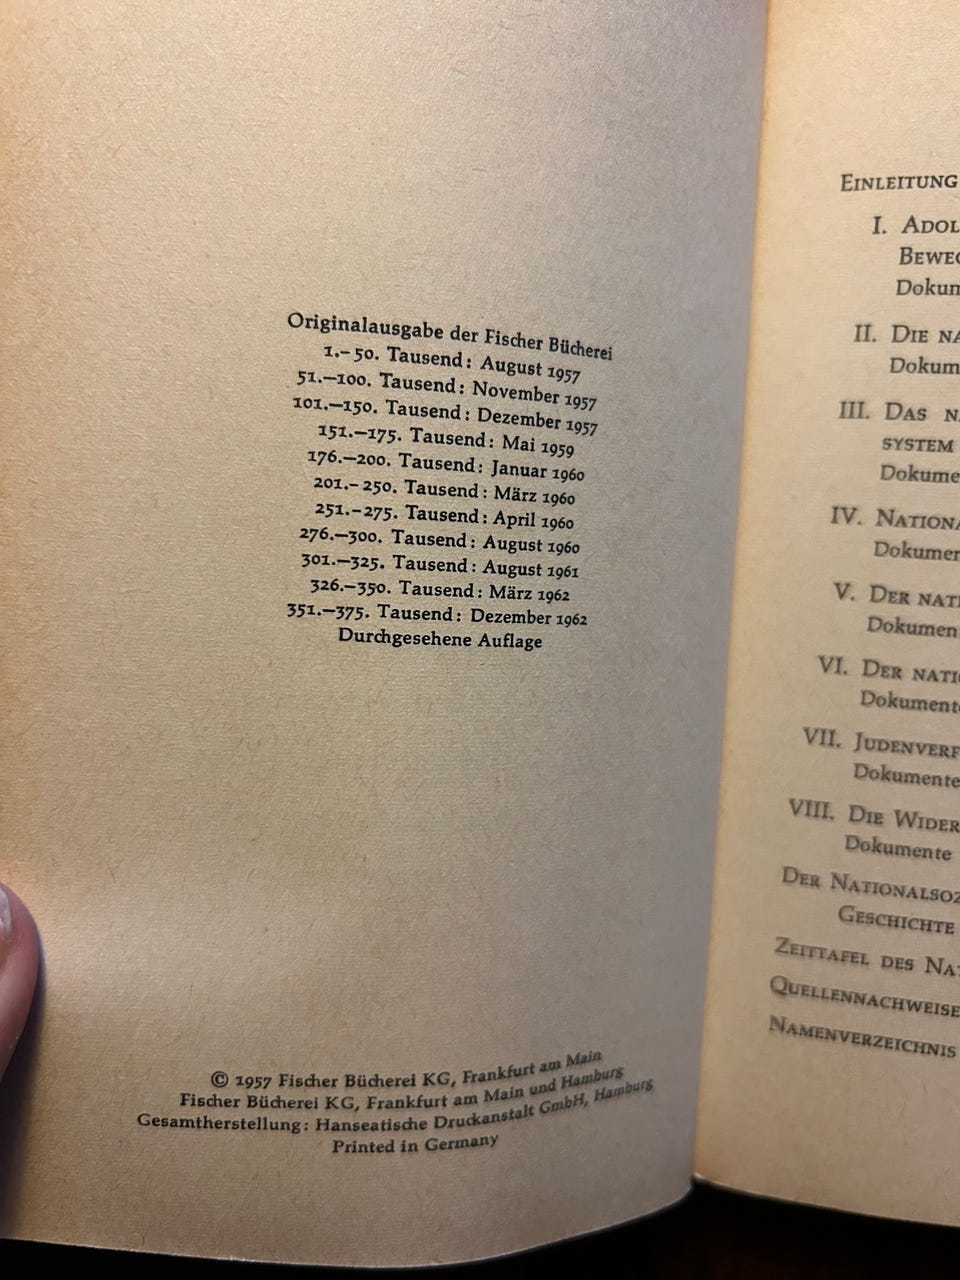 Originalausgabe der Fischer Bücherei
1.–50. Tausend: August 1957
51.–100. Tausend: November 1957
101.–150. Tausend: Dezember 1957
151.–175. Tausend: Mai 1959
176.–200. Tausend: Januar 1960
201.–250. Tausend: März 1960
251.–275. Tausend: April 1960
276.–300. Tausend: August 1960
301.–325. Tausend: August 1961
326.–350. Tausend: März 1962
351.–375. Tausend: Dezember 1962
Durchgesehene Auflage
© 1957 Fischer Bücherei KG, Frankfurt am Main
Fischer Bücherei KG, Frankfurt am Main und Hamburg
Gesamtherstellung: Hanseatische Druckanstalt GmbH, Hamburg
Printed in Germany
EINLEITUNG
I. ADOL
BEWEG
Dokum
II. DIE NA
Dokum
III. DAS N
SYSTEM
Dokume
IV. NATIONA
Dokumen
V. DER NATI
Dokumen
VI. DER NATIO
Dokumente
VII. JUDENVERF
Dokumente
VIII. DIE WIDER
Dokumente
DER NATIONALSOZ
GESCHICHTE
ZEITTAFEL DES NA
QUELLENNACHWEISE
NAMENVERZEICHNIS